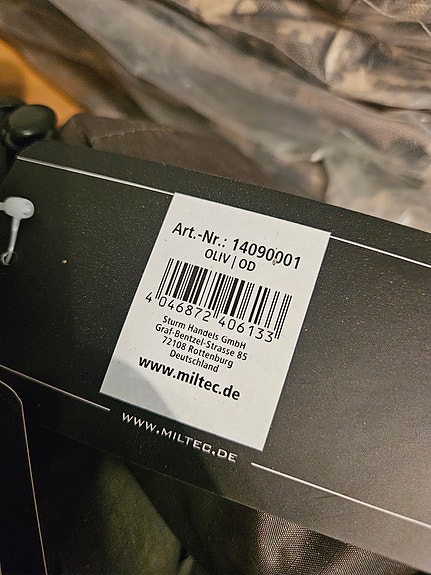 Art.-Nr.: 14090001
OLIV | OD
4 046872 406133
Sturm Handels GmbH
Graf-Bentzel-Strasse 85
72108 Rottenburg
Deutschland
www.miltec.de
WWW.MILTEC.DE